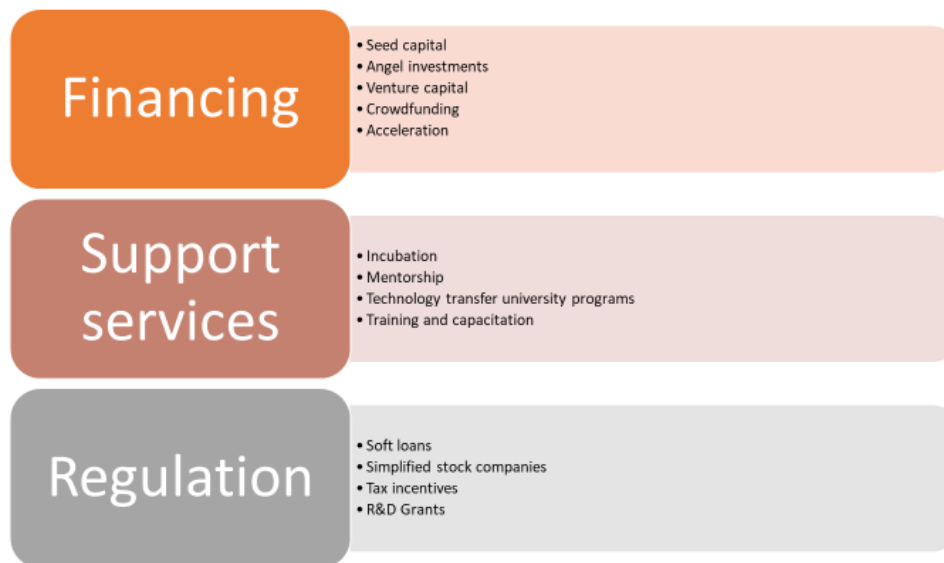 Financing
• Seed capital
• Angel investments
• Venture capital
• Crowdfunding
• Acceleration
Support
services
• Incubation
• Mentorship
• Technology transfer university programs
• Training and capacitation
Regulation
• Soft loans
• Simplified stock companies
• Tax incentives
• R&D Grants